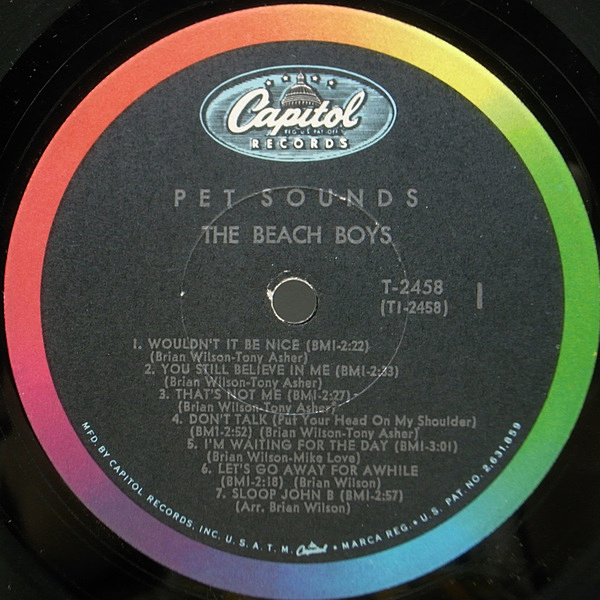 Capitol
REG. U.S. PAT. OFF.
RECORDS
PET SOUNDS
THE BEACH BOYS
T-2458
(T1-2458)
1
1. WOULDN'T IT BE NICE (BMI-2:22)
(Brian Wilson-Tony Asher)
2. YOU STILL BELIEVE IN ME (BMI-2:33)
(Brian Wilson-Tony Asher)
3. THAT'S NOT ME (BMI-2:27)
(Brian Wilson-Tony Asher)
4. DON'T TALK (Put Your Head On My Shoulder)
(BMI-2:52) (Brian Wilson-Tony Asher)
5. I'M WAITING FOR THE DAY (BMI-3:01)
(Brian Wilson-Mike Love)
6. LET'S GO AWAY FOR AWHILE
(BMI-2:18) (Brian Wilson)
7. SLOOP JOHN B (BMI-2:57)
(Arr. Brian Wilson)
MFD. BY CAPITOL RECORDS, INC. U.S.A. T.M. Capitol • MARCA REG. • U.S. PAT. NO. 2,631,859